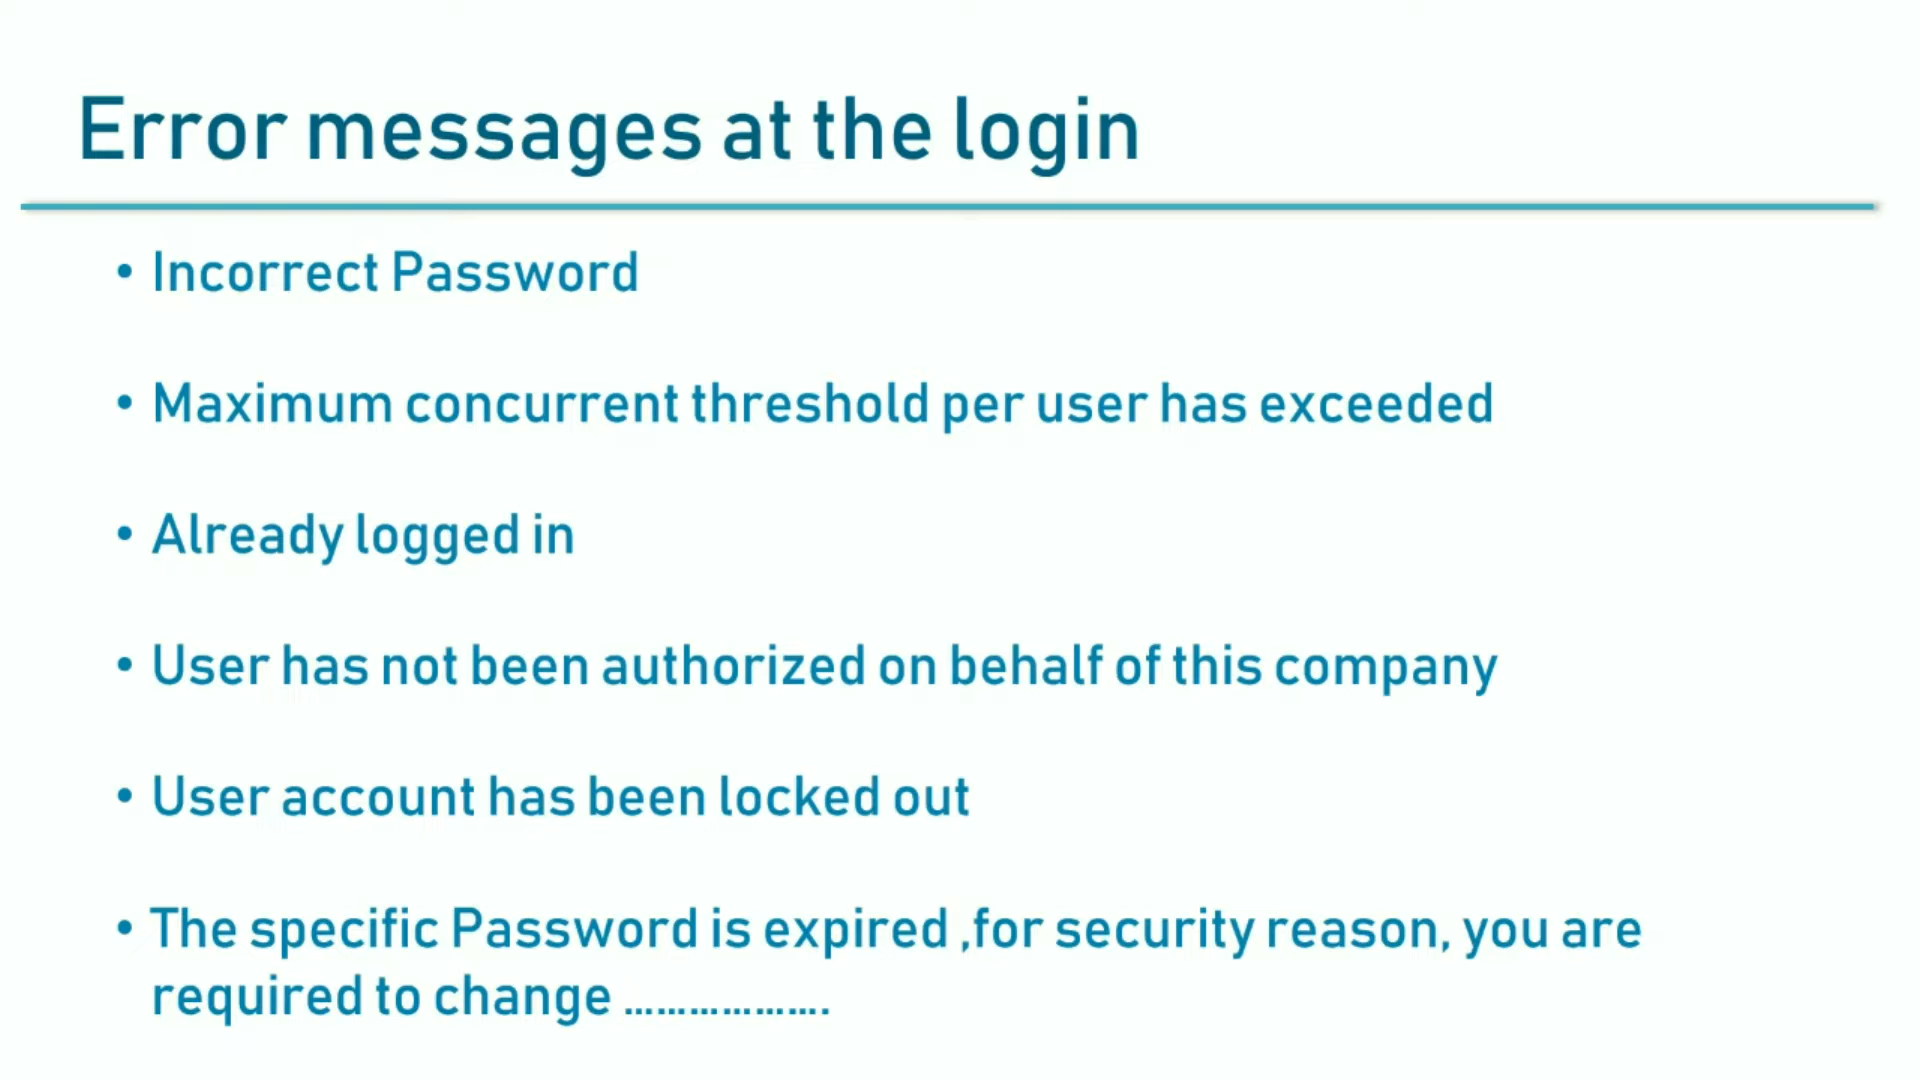 Error messages at the login
• Incorrect Password
• Maximum concurrent threshold per user has exceeded
• Already logged in
• User has not been authorized on behalf of this company
• User account has been locked out
• The specific Password is expired ,for security reason, you are
required to change ……………….